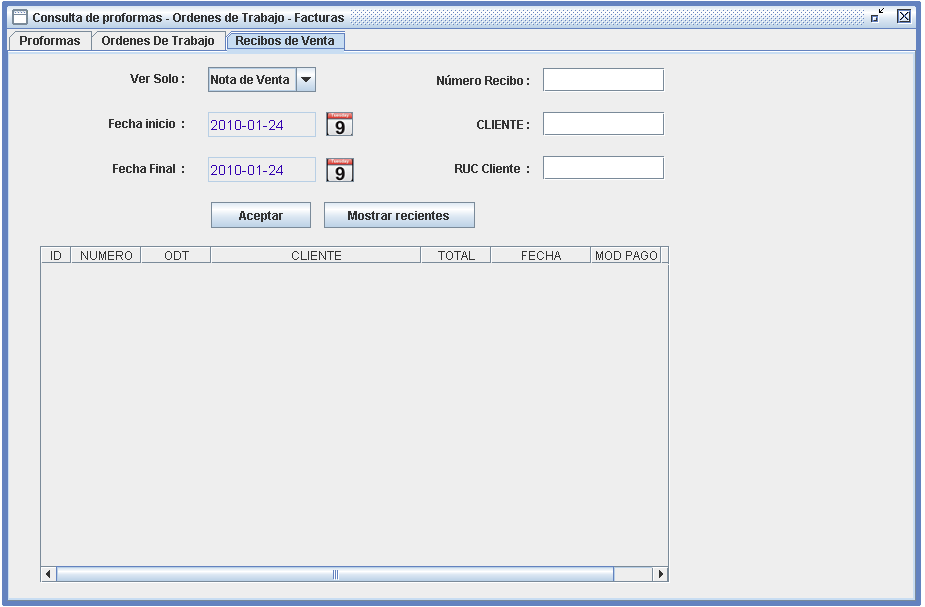 Consulta de proformas - Ordenes de Trabajo - Facturas
Proformas Ordenes De Trabajo Recibos de Venta
Ver Solo : Nota de Venta Número Recibo :
Fecha inicio : 2010-01-24 Tuesday 9 CLIENTE :
Fecha Final : 2010-01-24 Tuesday 9 RUC Cliente :
Aceptar Mostrar recientes
ID NUMERO ODT CLIENTE TOTAL FECHA MOD PAGO